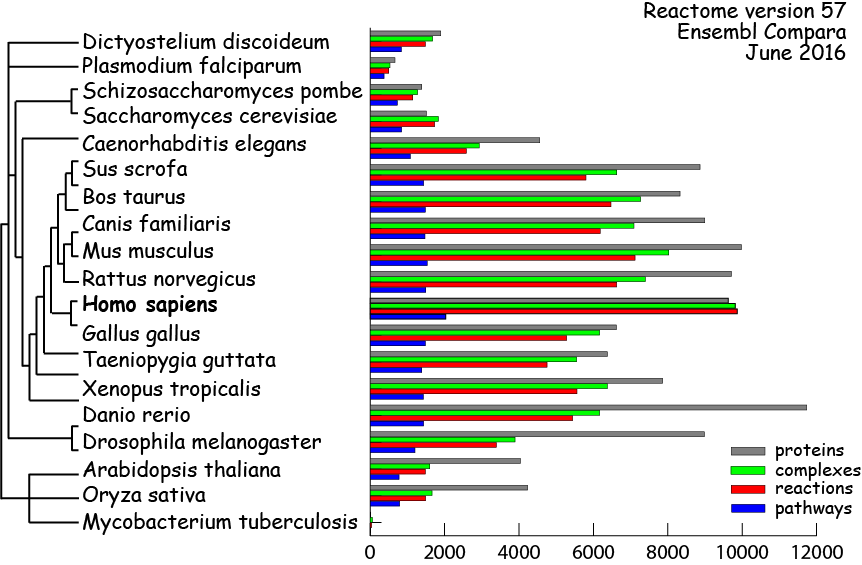 Reactome version 57
Ensembl Compara
June 2016
Dictyostelium discoideum
Plasmodium falciparum
Schizosaccharomyces pombe
Saccharomyces cerevisiae
Caenorhabditis elegans
Sus scrofa
Bos taurus
Canis familiaris
Mus musculus
Rattus norvegicus
Homo sapiens
Gallus gallus
Taeniopygia guttata
Xenopus tropicalis
Danio rerio
Drosophila melanogaster
Arabidopsis thaliana
Oryza sativa
Mycobacterium tuberculosis
proteins
complexes
reactions
pathways
0 2000 4000 6000 8000 10000 12000